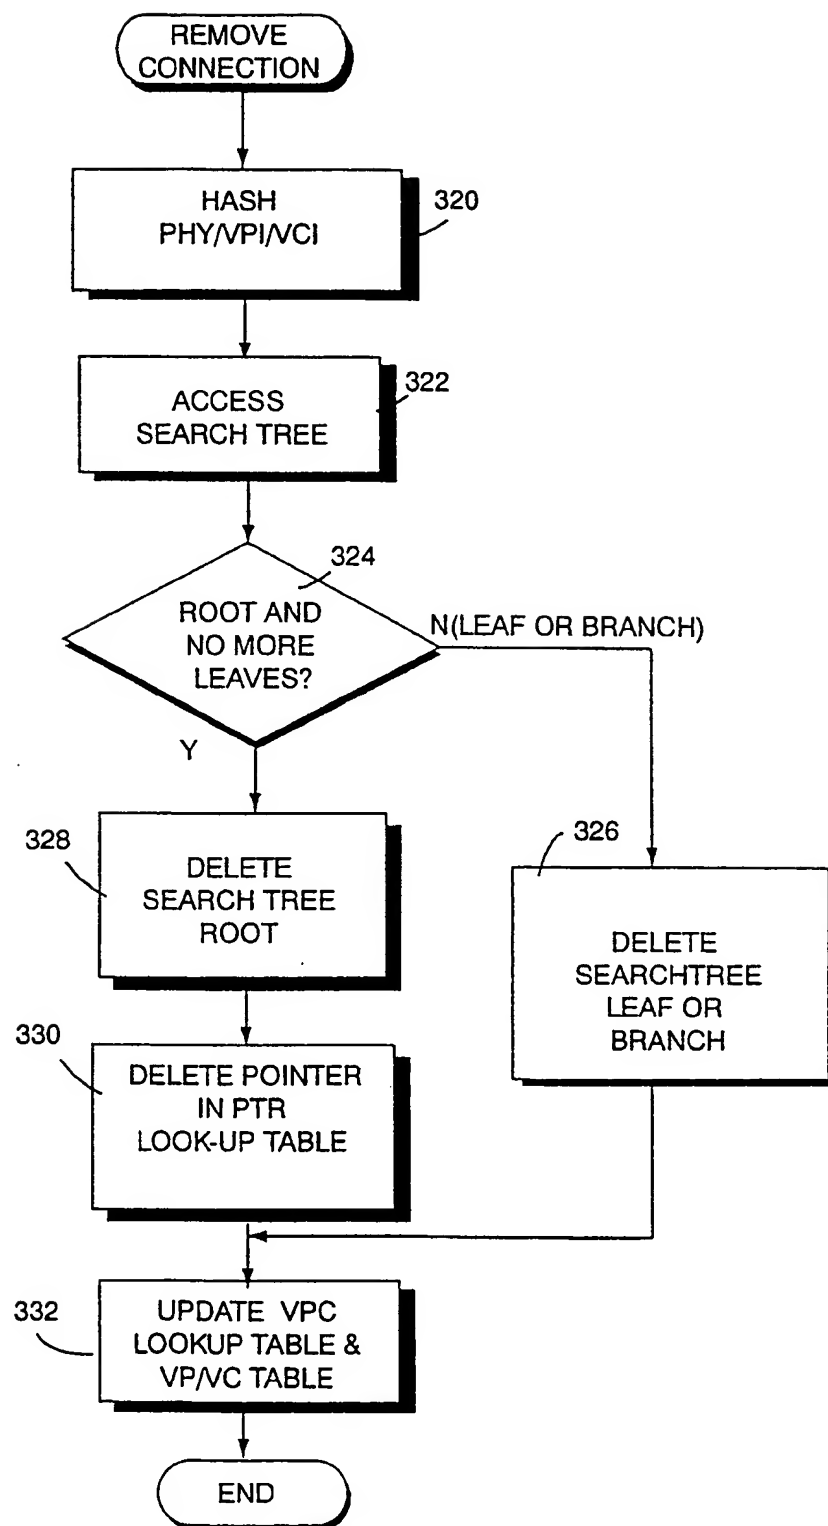 REMOVE
CONNECTION
HASH
PHY/VPI/VCI
320
ACCESS
SEARCH TREE
322
324
ROOT AND
NO MORE
LEAVES?
N(LEAF OR BRANCH)
Y
328
DELETE
SEARCH TREE
ROOT
326
DELETE
SEARCHTREE
LEAF OR
BRANCH
330
DELETE POINTER
IN PTR
LOOK-UP TABLE
332
UPDATE VPC
LOOKUP TABLE &
VP/VC TABLE
END